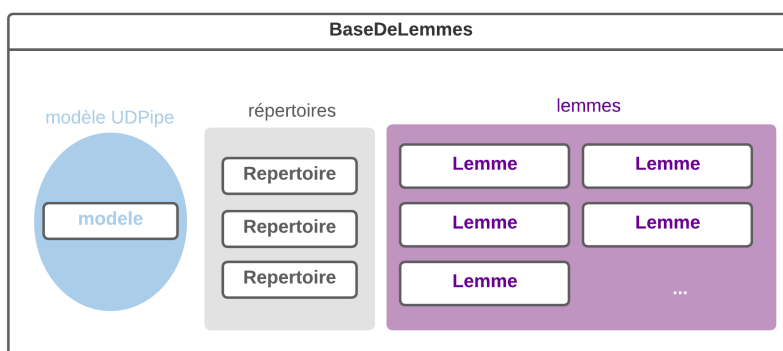 BaseDeLemmes
modèle UDPipe
répertoires
lemmes
modele
Repertoire
Repertoire
Repertoire
Lemme
Lemme
Lemme
Lemme
Lemme
...